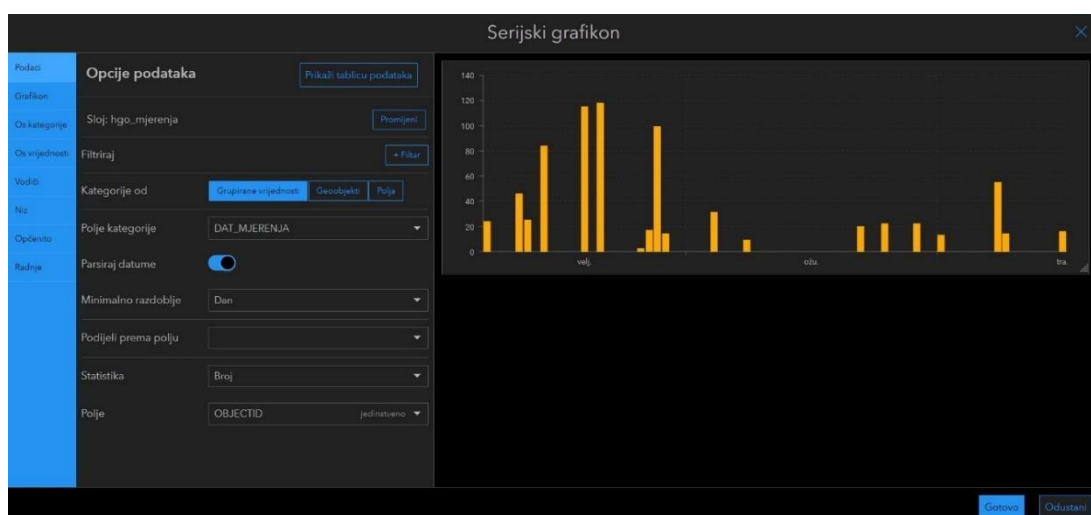 Serijski grafikon
Podaci
Grafikon
Os kategorije
Os vrijednosti
Vodiči
Niz
Općenito
Radnje
Opcije podataka
Prikaži tablicu podataka
Sloj: hgo_mjerenja
Promijeni
Filtriraj
+ Filtar
Kategorije od
Grupirane vrijednosti
Geoobjekti
Polja
Polje kategorije
DAT_MJERENJA
Parsiraj datume
Minimalno razdoblje
Dan
Podijeli prema polju
Statistika
Broj
Polje
OBJECTID
jedinstveno
140
120
100
80
60
40
20
0
velj.
ožu.
tra.
Gotovo
Odustani